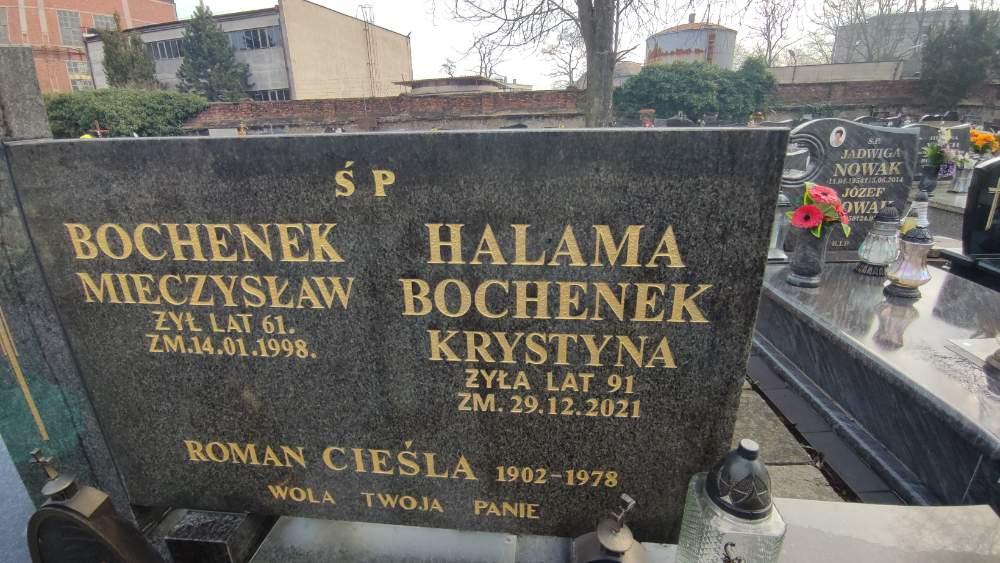 Ś P
BOCHENEK
MIECZYSŁAW
ŻYŁ LAT 61.
ZM.14.01.1998.
HALAMA
BOCHENEK
KRYSTYNA
ŻYŁA LAT 91
ZM. 29.12.2021
ROMAN CIEŚLA 1902-1978
WOLA TWOJA PANIE
Ś.P.
JADWIGA
NOWAK
JÓZEF
R.I.P.